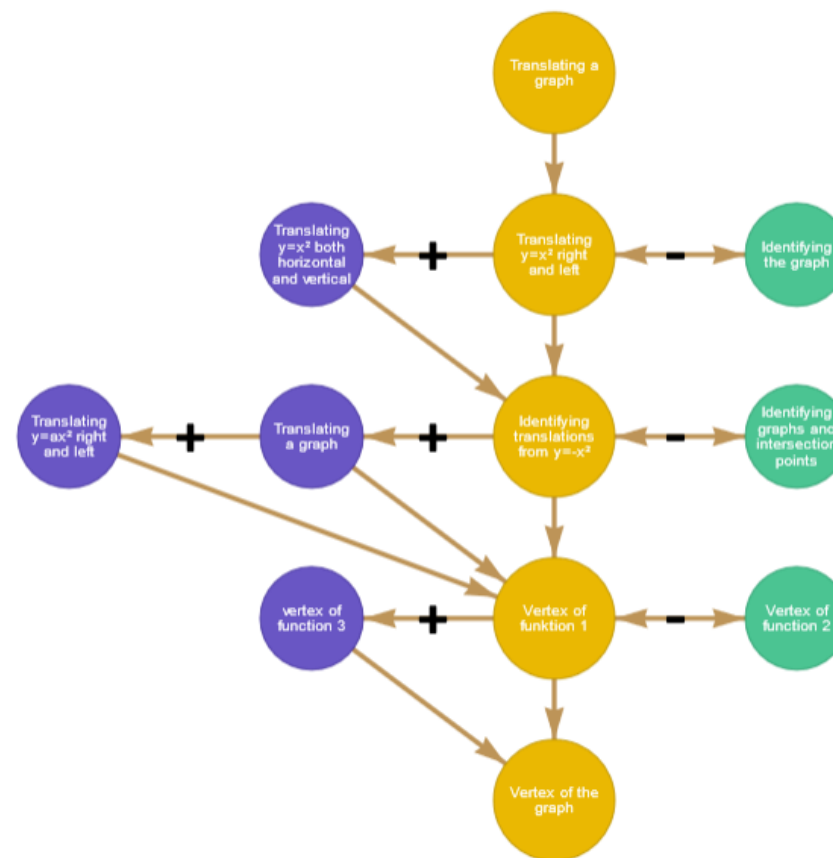 Translating a
graph
Translating
y=x² both
horizontal
and vertical
+
Translating
y=x² right
and left
-
Identifying
the graph
Translating
y=ax² right
and left
+
Translating
a graph
+
Identifying
translations
from y=-x²
-
Identifying
graphs and
intersection
points
vertex of
function 3
+
Vertex of
funktion 1
-
Vertex of
function 2
Vertex of the
graph